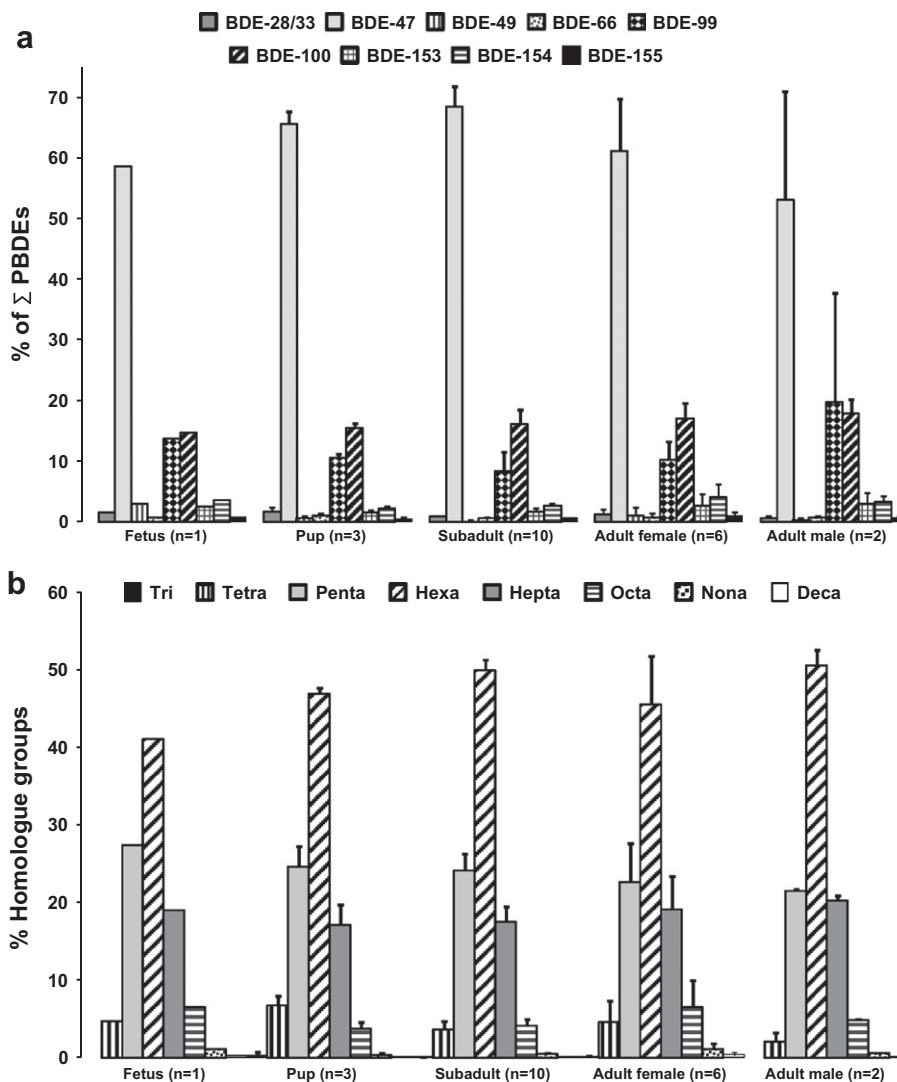 a
BDE-28/33 BDE-47 BDE-49 BDE-66 BDE-99
BDE-100 BDE-153 BDE-154 BDE-155
% of Σ PBDEs
70
60
50
40
30
20
10
0
Fetus (n=1) Pup (n=3) Subadult (n=10) Adult female (n=6) Adult male (n=2)
b
Tri Tetra Penta Hexa Hepta Octa Nona Deca
% Homologue groups
60
50
40
30
20
10
0
Fetus (n=1) Pup (n=3) Subadult (n=10) Adult female (n=6) Adult male (n=2)